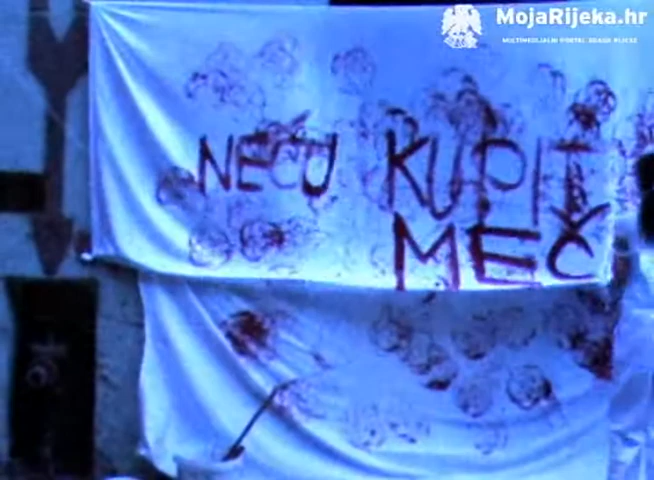 MojaRijeka.hr
MULTIMEDIJALNI PORTAL GRADA RIJEKE
NEĆU KUPIT
MEČ